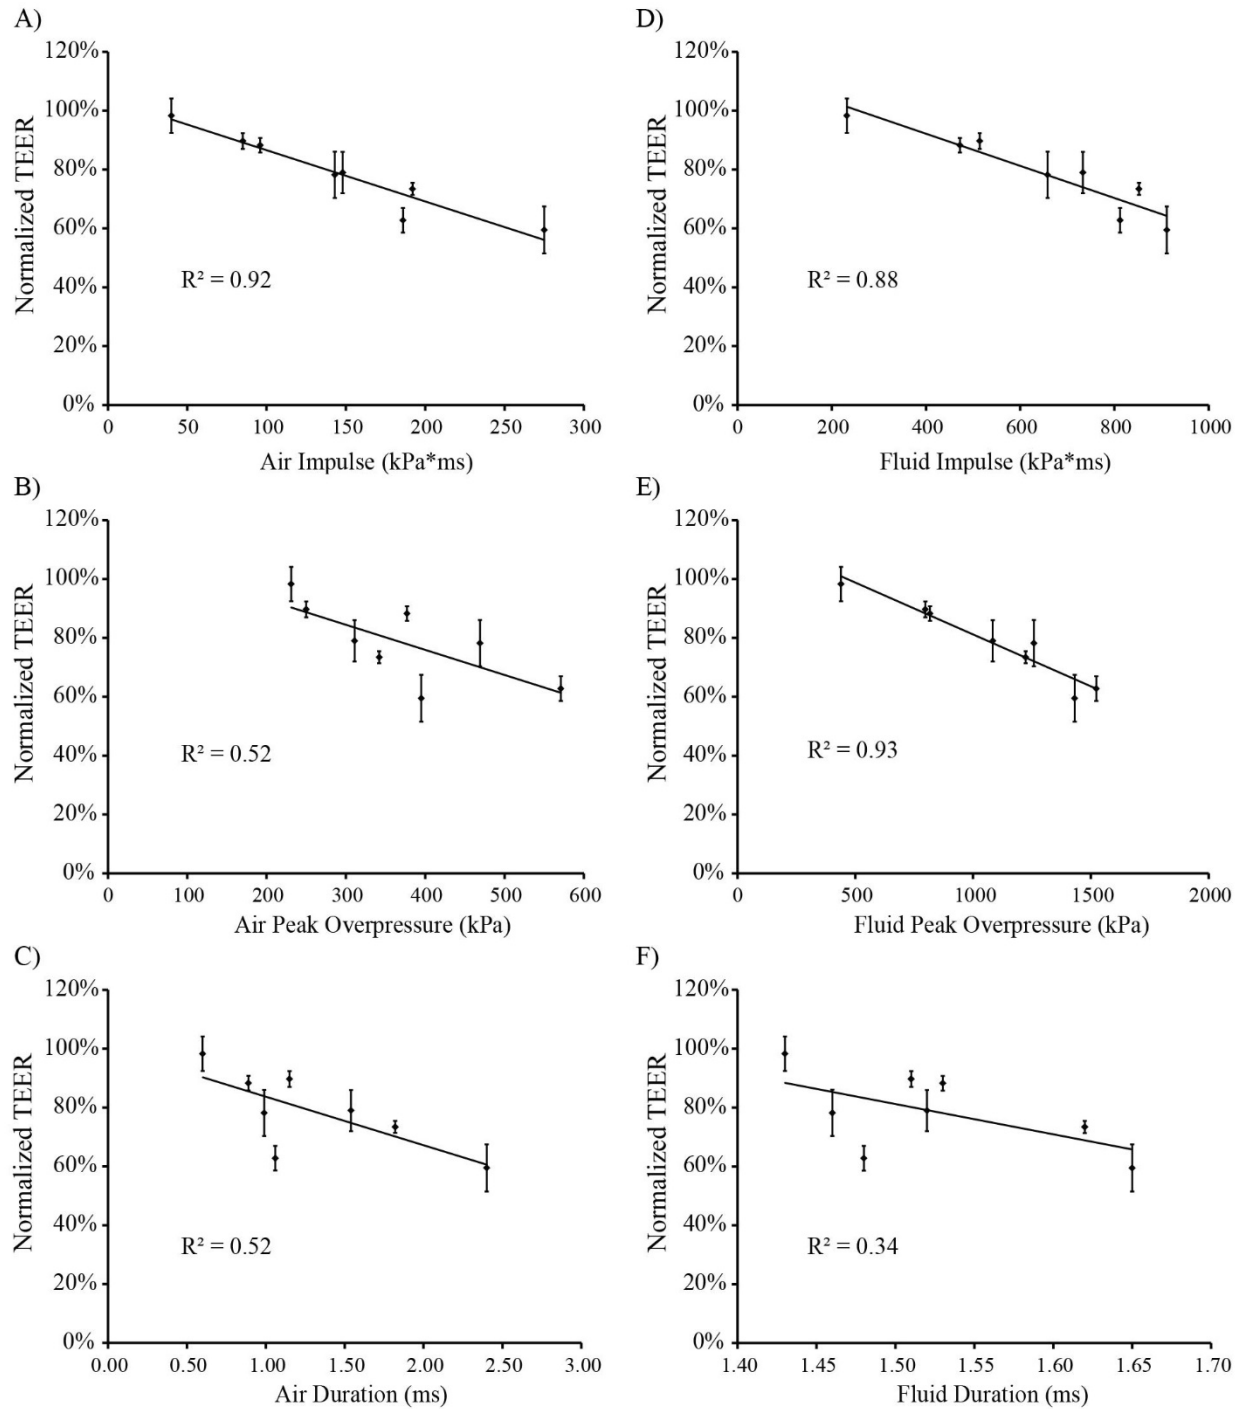 A)
120%
100%
80%
60%
40%
20%
0%
Normalized TEER
R² = 0.92
0 50 100 150 200 250 300
Air Impulse (kPa*ms)
D)
120%
100%
80%
60%
40%
20%
0%
Normalized TEER
R² = 0.88
0 200 400 600 800 1000
Fluid Impulse (kPa*ms)
B)
120%
100%
80%
60%
40%
20%
0%
Normalized TEER
R² = 0.52
0 100 200 300 400 500 600
Air Peak Overpressure (kPa)
E)
120%
100%
80%
60%
40%
20%
0%
Normalized TEER
R² = 0.93
0 500 1000 1500 2000
Fluid Peak Overpressure (kPa)
C)
120%
100%
80%
60%
40%
20%
0%
Normalized TEER
R² = 0.52
0.00 0.50 1.00 1.50 2.00 2.50 3.00
Air Duration (ms)
F)
120%
100%
80%
60%
40%
20%
0%
Normalized TEER
R² = 0.34
1.40 1.45 1.50 1.55 1.60 1.65 1.70
Fluid Duration (ms)